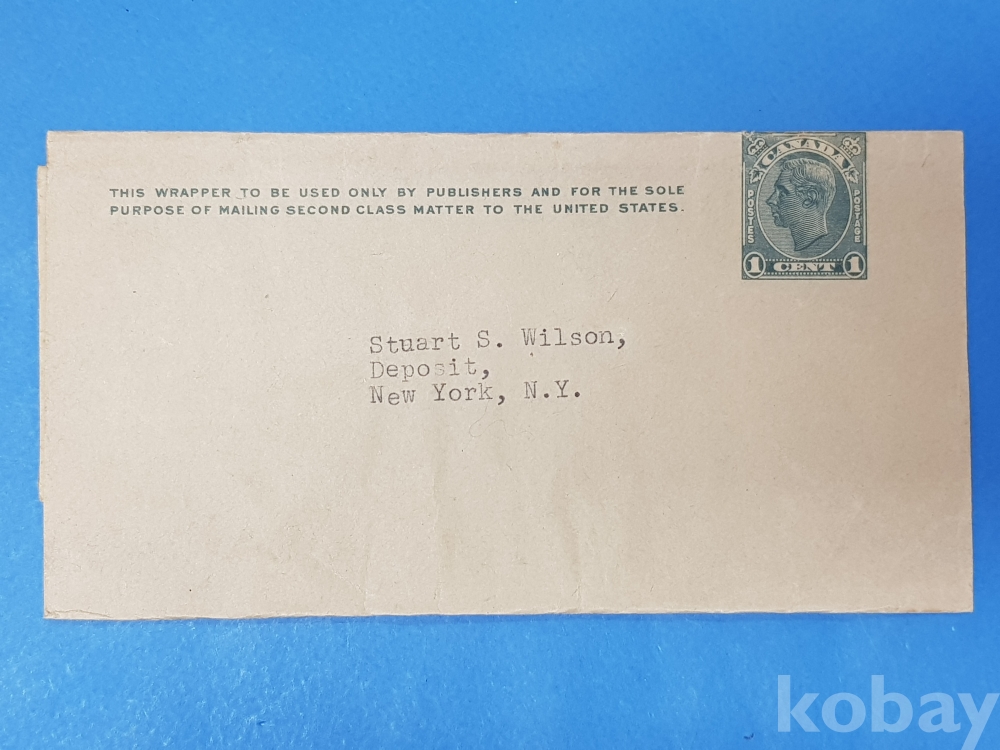 CANADA
POSTES
POSTAGE
1 CENT 1
THIS WRAPPER TO BE USED ONLY BY PUBLISHERS AND FOR THE SOLE
PURPOSE OF MAILING SECOND CLASS MATTER TO THE UNITED STATES.
Stuart S. Wilson,
Deposit,
New York, N.Y.
kobay